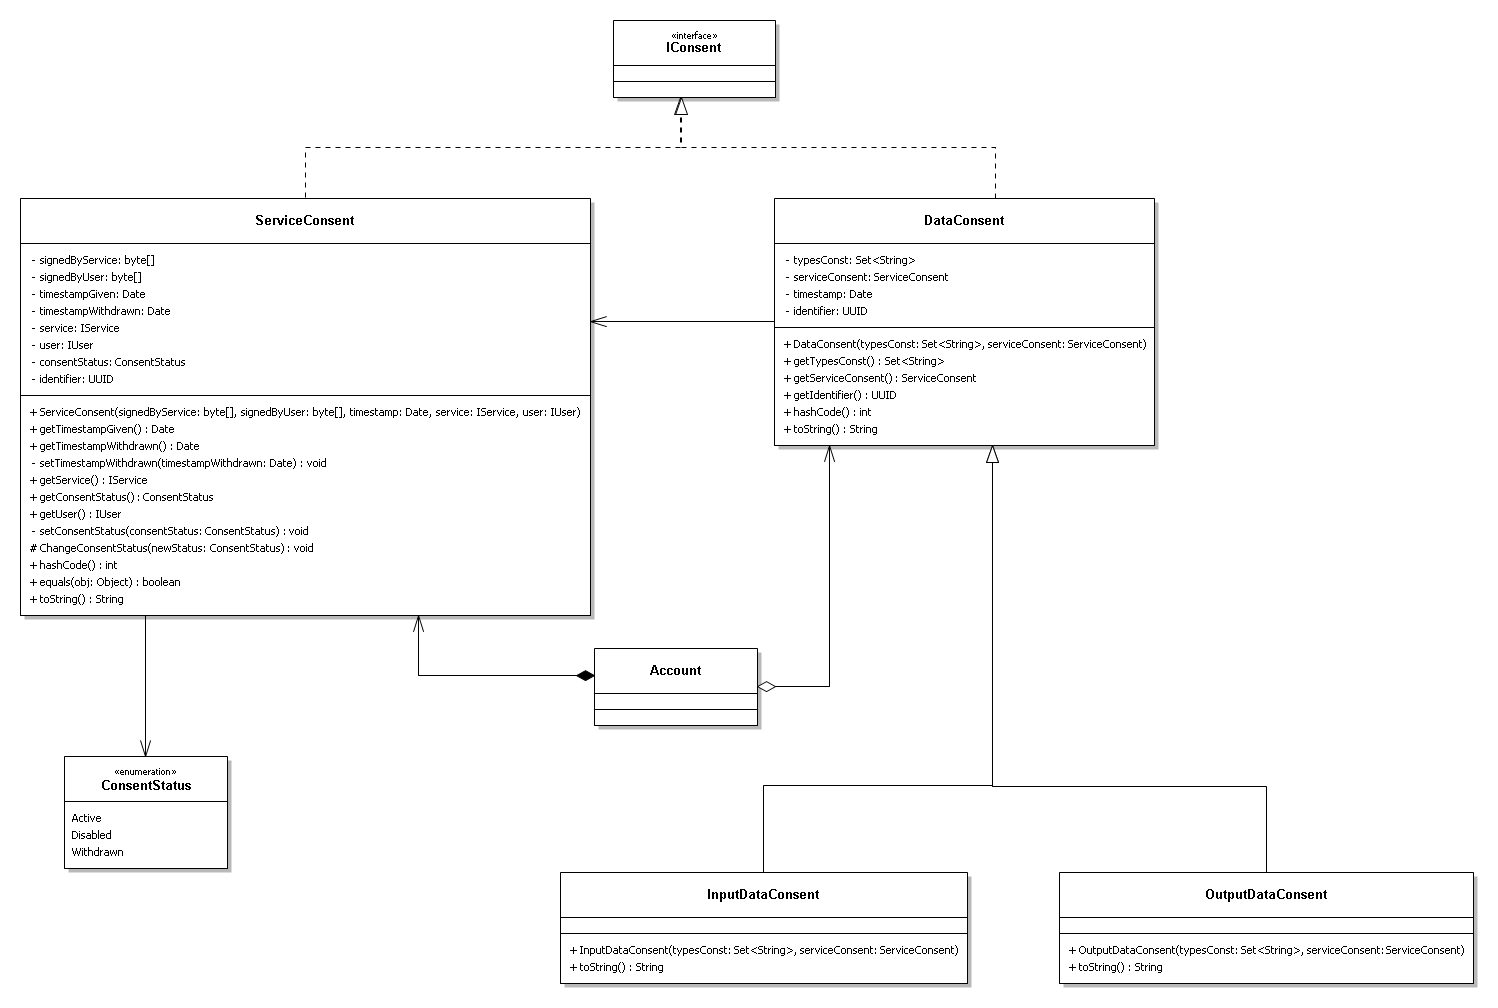 «interface»
IConsent
ServiceConsent
- signedByService: byte[]
- signedByUser: byte[]
- timestampGiven: Date
- timestampWithdrawn: Date
- service: IService
- user: IUser
- consentStatus: ConsentStatus
- identifier: UUID
+ ServiceConsent(signedByService: byte[], signedByUser: byte[], timestamp: Date, service: IService, user: IUser)
+ getTimestampGiven() : Date
+ getTimestampWithdrawn() : Date
- setTimestampWithdrawn(timestampWithdrawn: Date) : void
+ getService() : IService
+ getConsentStatus() : ConsentStatus
+ getUser() : IUser
- setConsentStatus(consentStatus: ConsentStatus) : void
# ChangeConsentStatus(newStatus: ConsentStatus) : void
+ hashCode() : int
+ equals(obj: Object) : boolean
+ toString() : String
DataConsent
- typesConst: Set<String>
- serviceConsent: ServiceConsent
- timestamp: Date
- identifier: UUID
+ DataConsent(typesConst: Set<String>, serviceConsent: ServiceConsent)
+ getTypesConst() : Set<String>
+ getServiceConsent() : ServiceConsent
+ getIdentifier() : UUID
+ hashCode() : int
+ toString() : String
Account
«enumeration»
ConsentStatus
Active
Disabled
Withdrawn
InputDataConsent
+ InputDataConsent(typesConst: Set<String>, serviceConsent: ServiceConsent)
+ toString() : String
OutputDataConsent
+ OutputDataConsent(typesConst: Set<String>, serviceConsent: ServiceConsent)
+ toString() : String